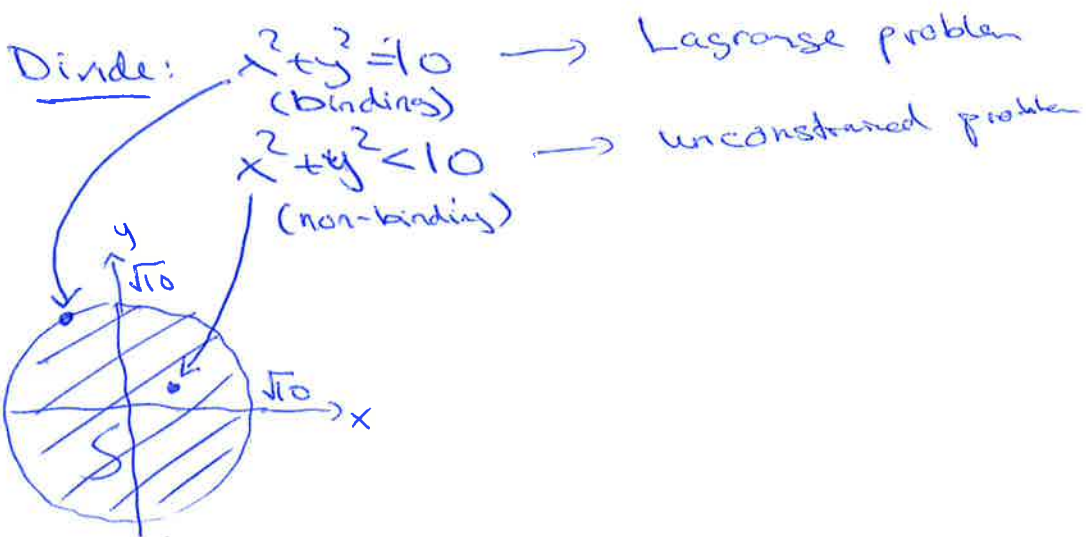 Divide: x²+y²=10 → Lagrange problem
(binding)
x²+y²<10 → unconstrained problem
(non-binding)
y
√10
√10
x
S